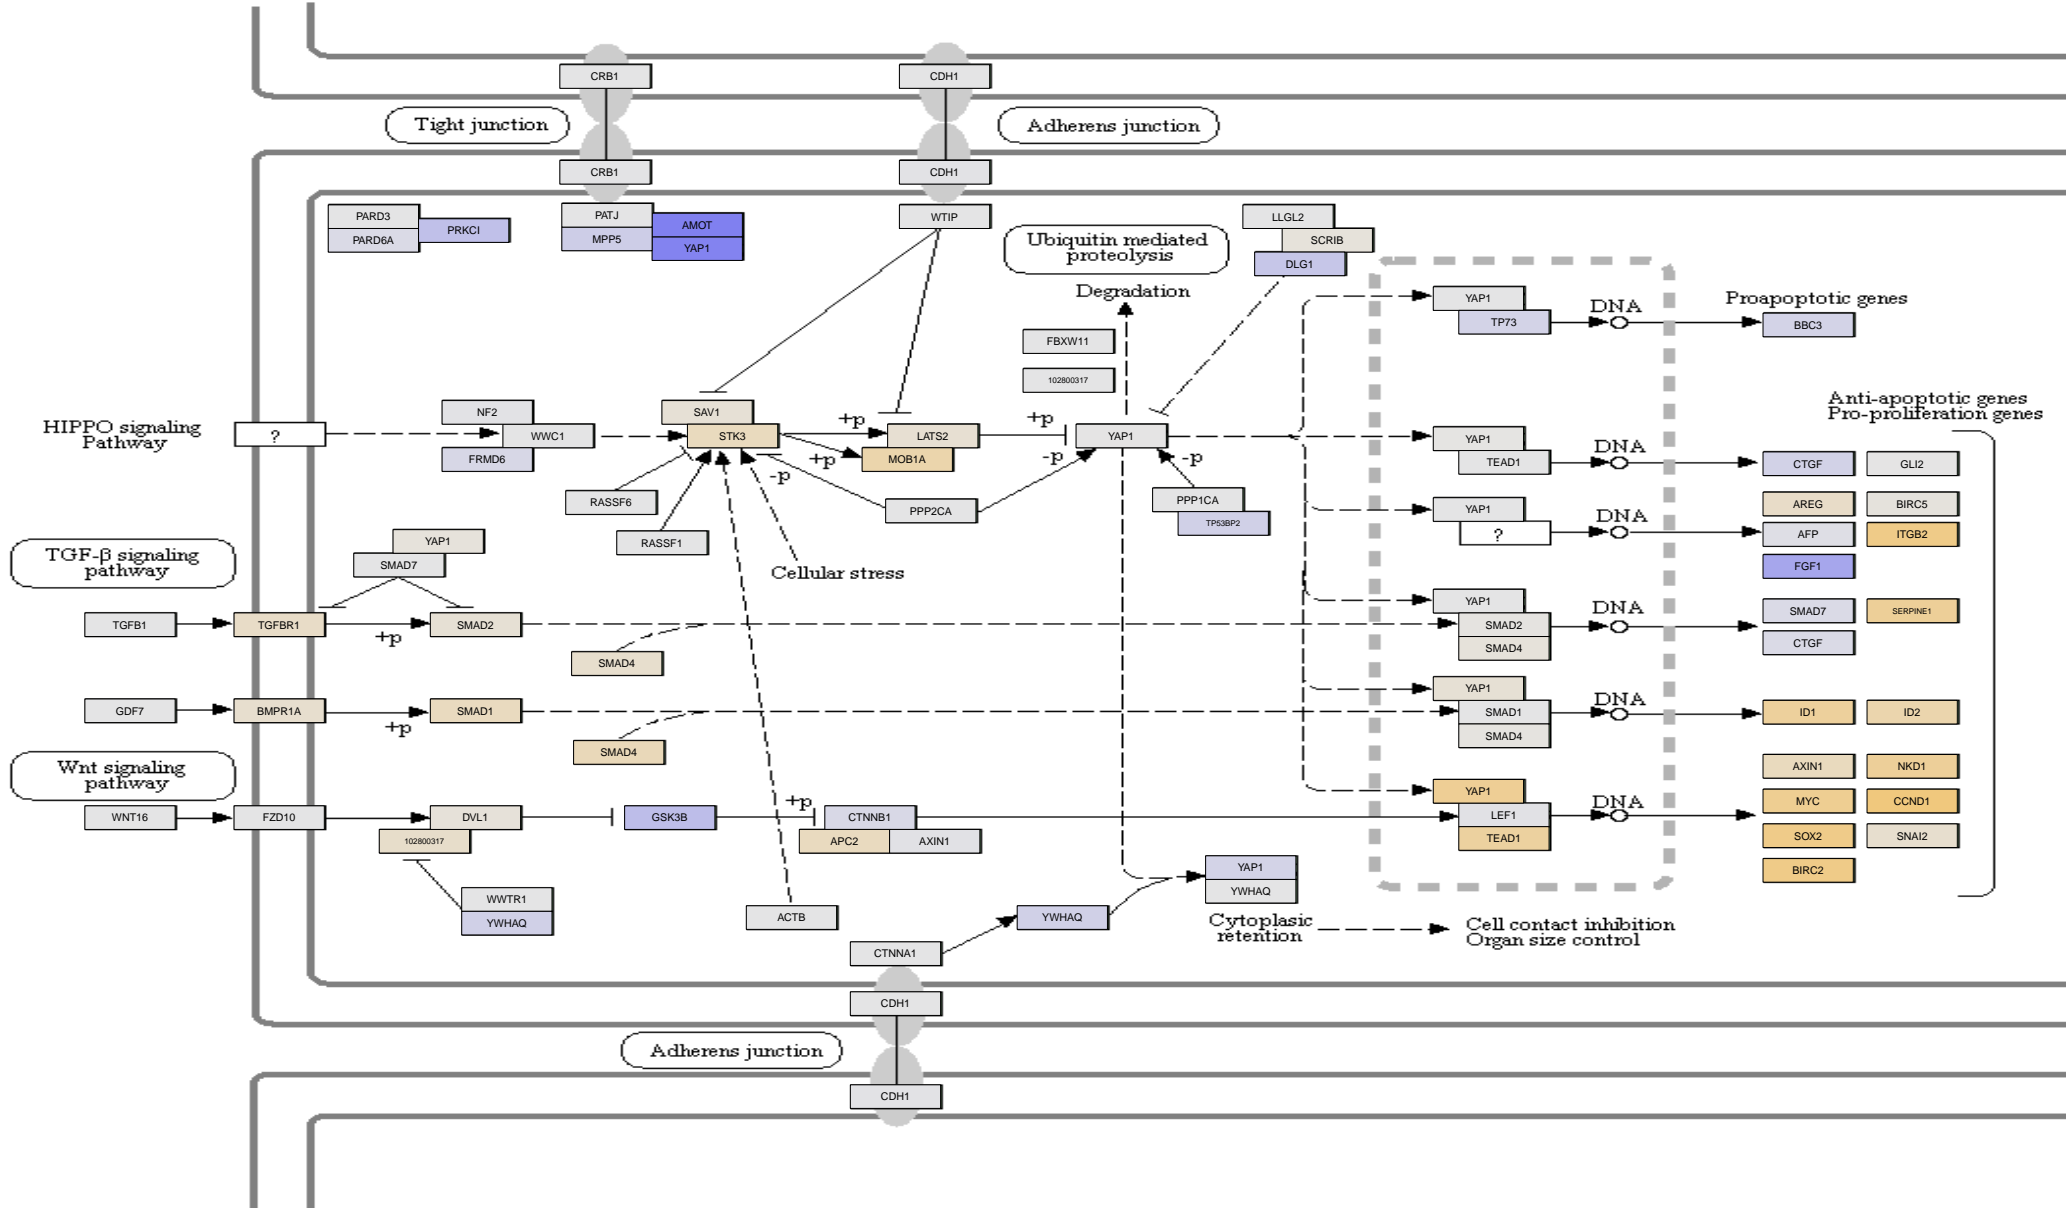 CRB1
CDH1
Tight junction
Adherens junction
CRB1
CDH1
PARD3
PARD6A
PRKCI
PATJ
MPP5
AMOT
YAP1
WTIP
Ubiquitin mediated
proteolysis
Degradation
LLGL2
SCRIB
DLG1
FBXW11
102800317
YAP1
TP73
DNA
Proapoptotic genes
BBC3
HIPPO signaling
Pathway
?
NF2
WWC1
FRMD6
SAV1
STK3
+p
+p
LATS2
MOB1A
+p
YAP1
-p
-p
-p
RASSF6
RASSF1
PPP2CA
PPP1CA
TP53BP2
Cellular stress
Anti-apoptotic genes
Pro-proliferation genes
YAP1
TEAD1
DNA
CTGF
GLI2
AREG
BIRC5
YAP1
?
DNA
AFP
ITGB2
FGF1
TGF-β signaling
pathway
YAP1
SMAD7
TGFB1
TGFBR1
+p
SMAD2
SMAD4
YAP1
SMAD2
SMAD4
DNA
SMAD7
SERPINE1
CTGF
GDF7
BMPR1A
+p
SMAD1
SMAD4
YAP1
SMAD1
SMAD4
DNA
ID1
ID2
Wnt signaling
pathway
WNT16
FZD10
DVL1
102800317
GSK3B
+p
CTNNB1
APC2
AXIN1
YAP1
LEF1
TEAD1
DNA
AXIN1
NKD1
MYC
CCND1
SOX2
SNAI2
BIRC2
WWTR1
YWHAQ
ACTB
YWHAQ
YAP1
YWHAQ
Cytoplasic
retention
Cell contact inhibition
Organ size control
CTNNA1
CDH1
Adherens junction
CDH1